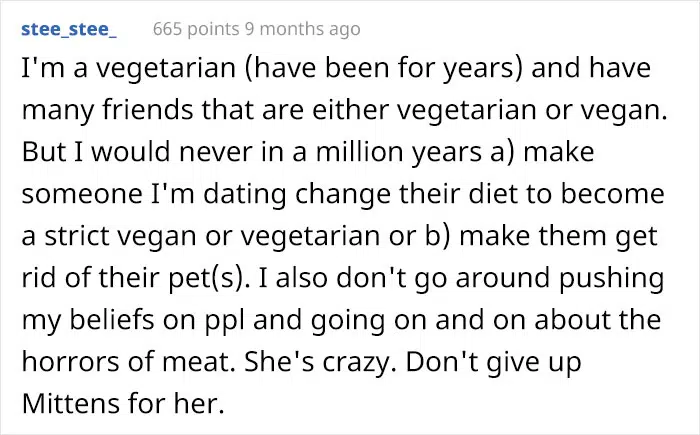 stee_stee_ 665 points 9 months ago
I'm a vegetarian (have been for years) and have
many friends that are either vegetarian or vegan.
But I would never in a million years a) make
someone I'm dating change their diet to become
a strict vegan or vegetarian or b) make them get
rid of their pet(s). I also don't go around pushing
my beliefs on ppl and going on and on about the
horrors of meat. She's crazy. Don't give up
Mittens for her.